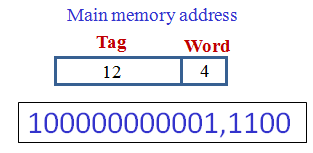 Main memory address
Tag Word
12 4
100000000001,1100